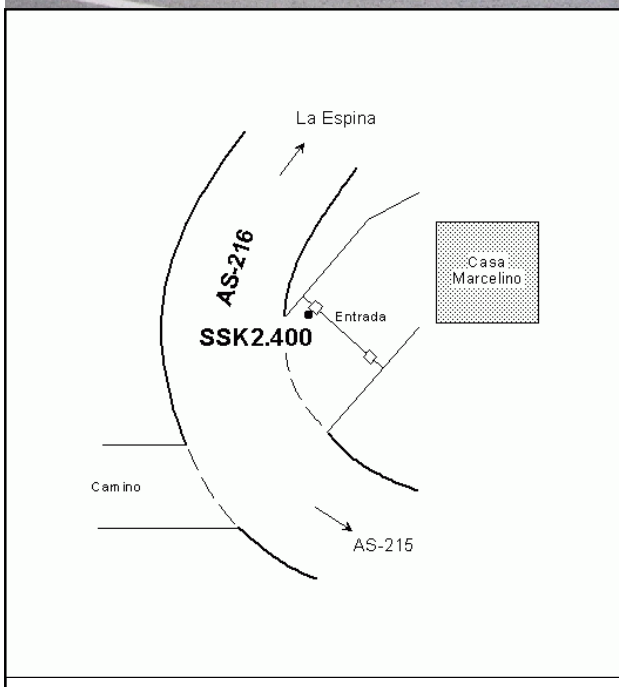 La Espina
AS-216
Casa
Marcelino
Entrada
SSK2.400
Camino
AS-215